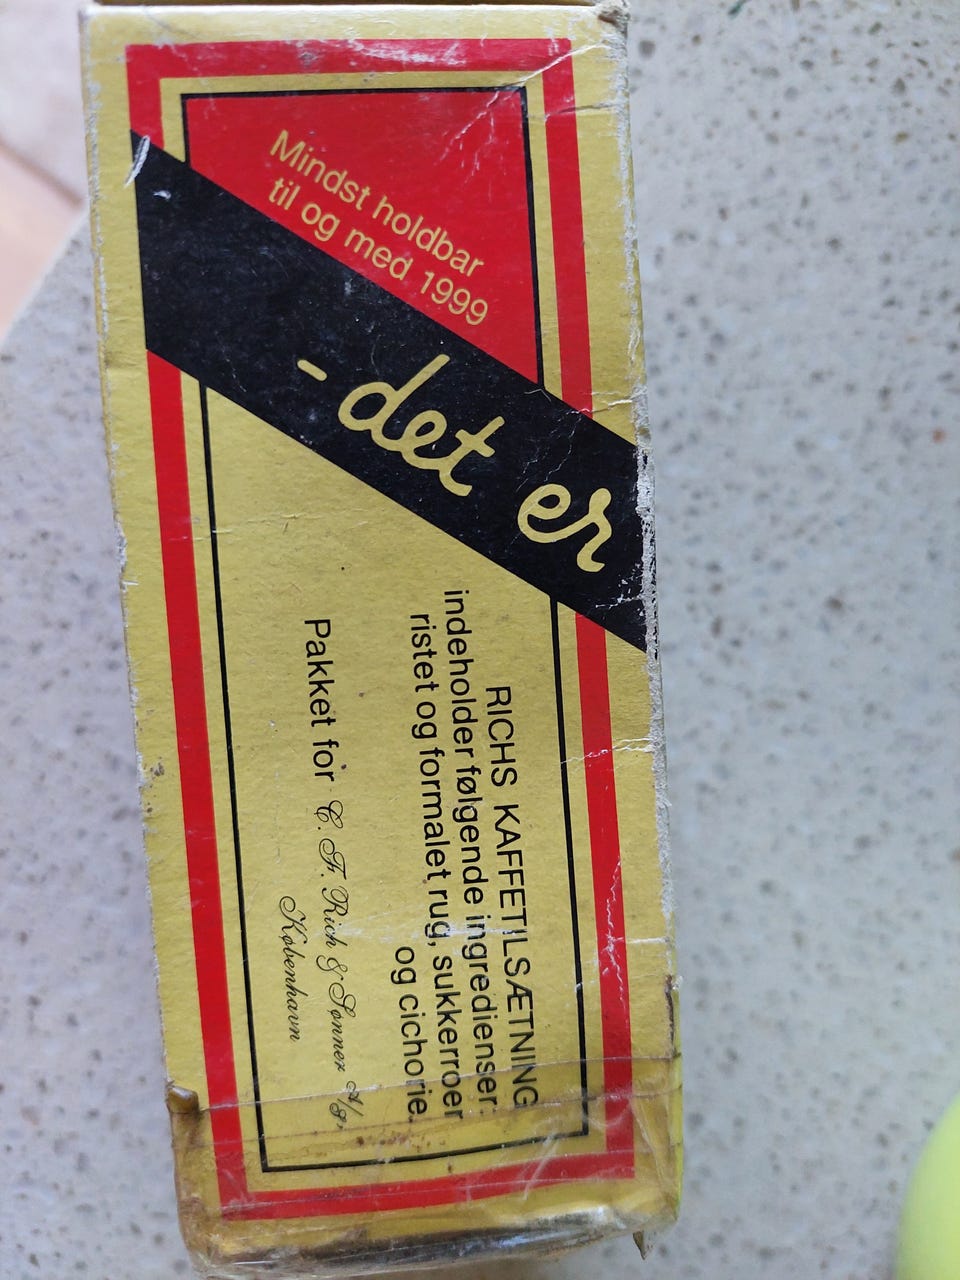 Mindst holdbar
til og med 1999
- det er
RICHS KAFFETILSÆTNING
indeholder følgende ingredienser:
ristet og formalet rug, sukkerroer
og cichorie.
Pakket for C. F. Rich & Sønner A/S,
København